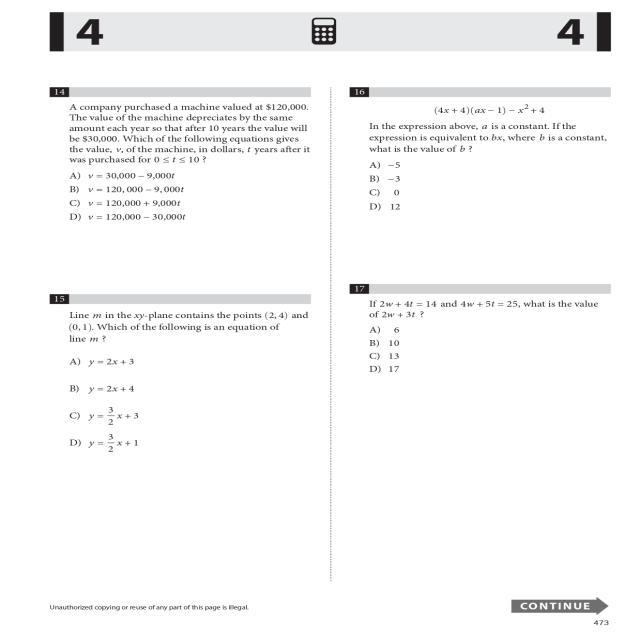 4
4
14
A company purchased a machine valued at $120,000.
The value of the machine depreciates by the same
amount each year so that after 10 years the value will
be $30,000. Which of the following equations gives
the value, v, of the machine, in dollars, t years after it
was purchased for 0 ≤ t ≤ 10 ?
A) v = 30,000 − 9,000t
B) v = 120, 000 − 9, 000t
C) v = 120,000 + 9,000t
D) v = 120,000 − 30,000t
15
Line m in the xy-plane contains the points (2, 4) and
(0, 1). Which of the following is an equation of
line m ?
A) y = 2x + 3
B) y = 2x + 4
C) y = 3/2 x + 3
D) y = 3/2 x + 1
16
(4x + 4)(ax − 1) − x² + 4
In the expression above, a is a constant. If the
expression is equivalent to bx, where b is a constant,
what is the value of b ?
A) −5
B) −3
C) 0
D) 12
17
If 2w + 4t = 14 and 4w + 5t = 25, what is the value
of 2w + 3t ?
A) 6
B) 10
C) 13
D) 17
Unauthorized copying or reuse of any part of this page is illegal.
CONTINUE
473